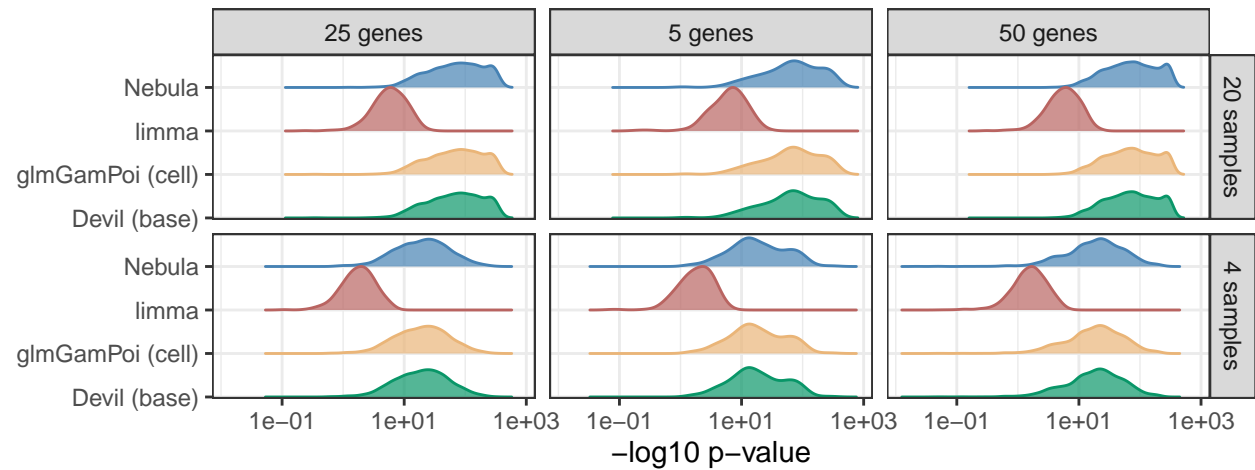 25 genes
5 genes
50 genes
Nebula
limma
glmGamPoi (cell)
Devil (base)
20 samples
Nebula
limma
glmGamPoi (cell)
Devil (base)
4 samples
1e−01 1e+01 1e+03
1e−01 1e+01 1e+03
1e−01 1e+01 1e+03
−log10 p−value